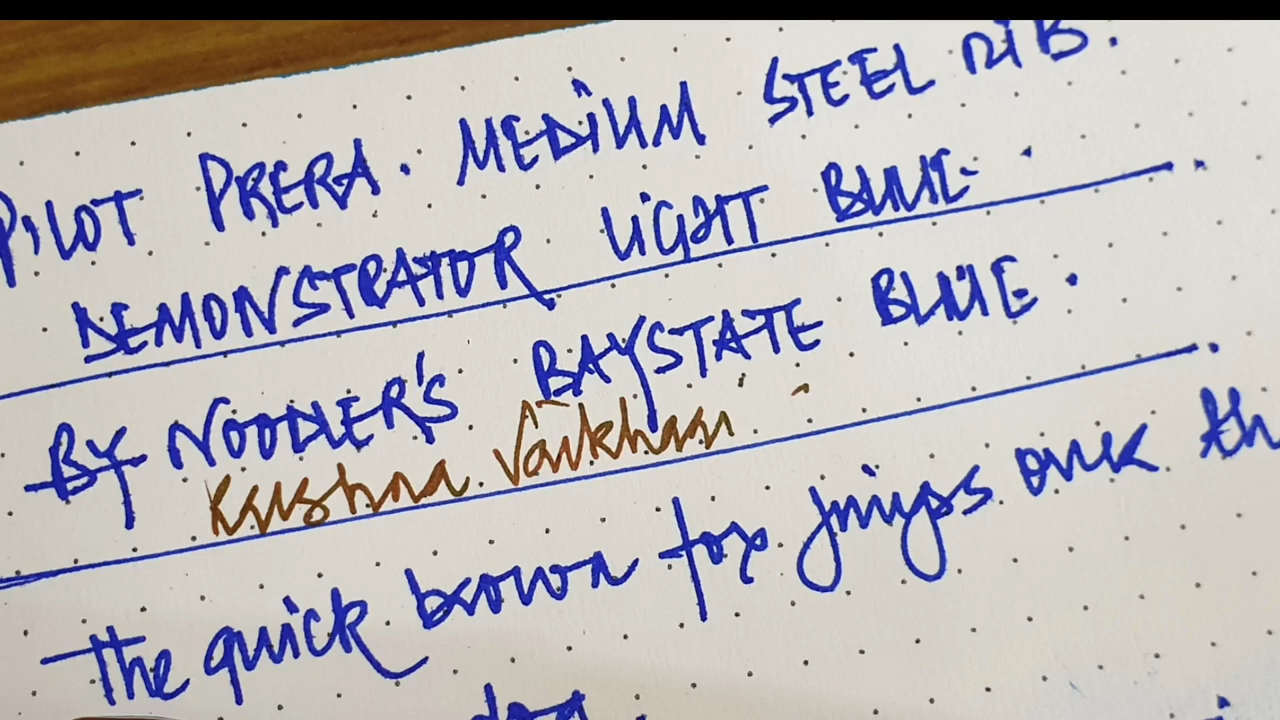 PILOT PRERA. MEDIUM STEEL NIB.
DEMONSTRATOR LIGHT BLUE.
BY NOODLER'S BAYSTATE BLUE.
Krishna Vaikhari
The quick brown fox jumps over th
dog.